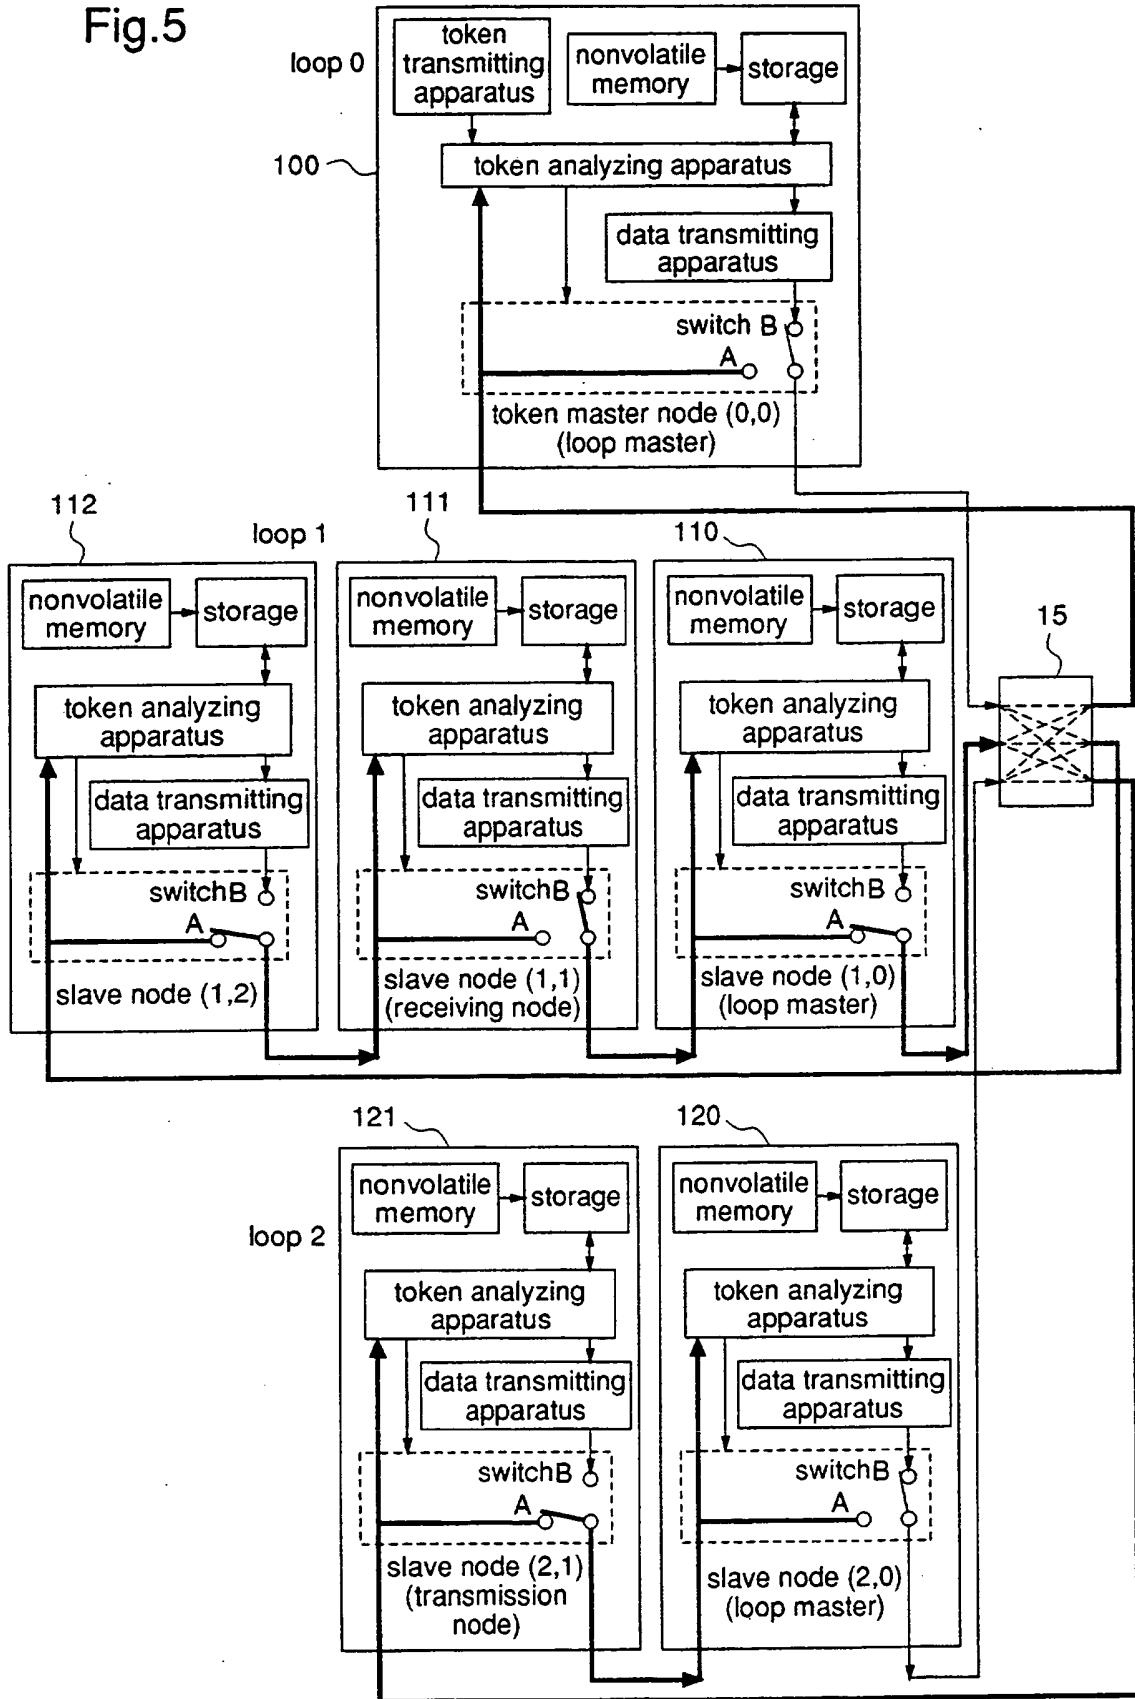 Fig.5
loop 0
token
transmitting
apparatus
nonvolatile
memory
storage
100
token analyzing apparatus
data transmitting
apparatus
switch B
A
token master node (0,0)
(loop master)
112
loop 1
111
110
15
nonvolatile
memory
storage
token analyzing
apparatus
data transmitting
apparatus
switchB
A
slave node (1,2)
nonvolatile
memory
storage
token analyzing
apparatus
data transmitting
apparatus
switchB
A
slave node (1,1)
(receiving node)
nonvolatile
memory
storage
token analyzing
apparatus
data transmitting
apparatus
switchB
A
slave node (1,0)
(loop master)
121
120
loop 2
nonvolatile
memory
storage
token analyzing
apparatus
data transmitting
apparatus
switchB
A
slave node (2,1)
(transmission
node)
nonvolatile
memory
storage
token analyzing
apparatus
data transmitting
apparatus
switchB
A
slave node (2,0)
(loop master)